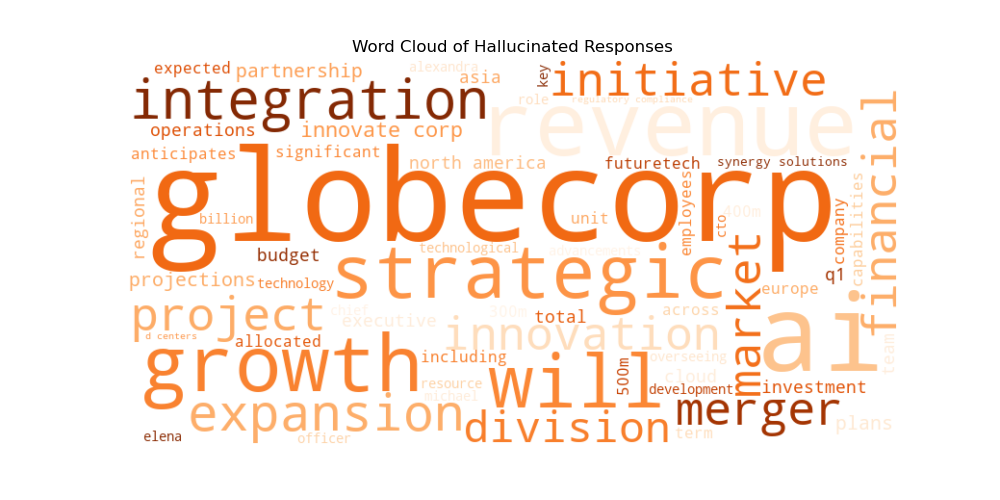 Word Cloud of Hallucinated Responses
expected partnership alexandra asia key initiative
integration role regulatory compliance revenue financial
operations innovate corp
anticipates significant north america futuretech synergy solutions
globecorp
regional billion unit employees 400m cto company capabilities
budget technological advancements q1
projections technology strategic market europe
project chief 300m total across ai
d centers allocated executive innovation team
growth including overseeing
resource will 500m cloud development investment
michael
expansion division merger plans
elena officer term